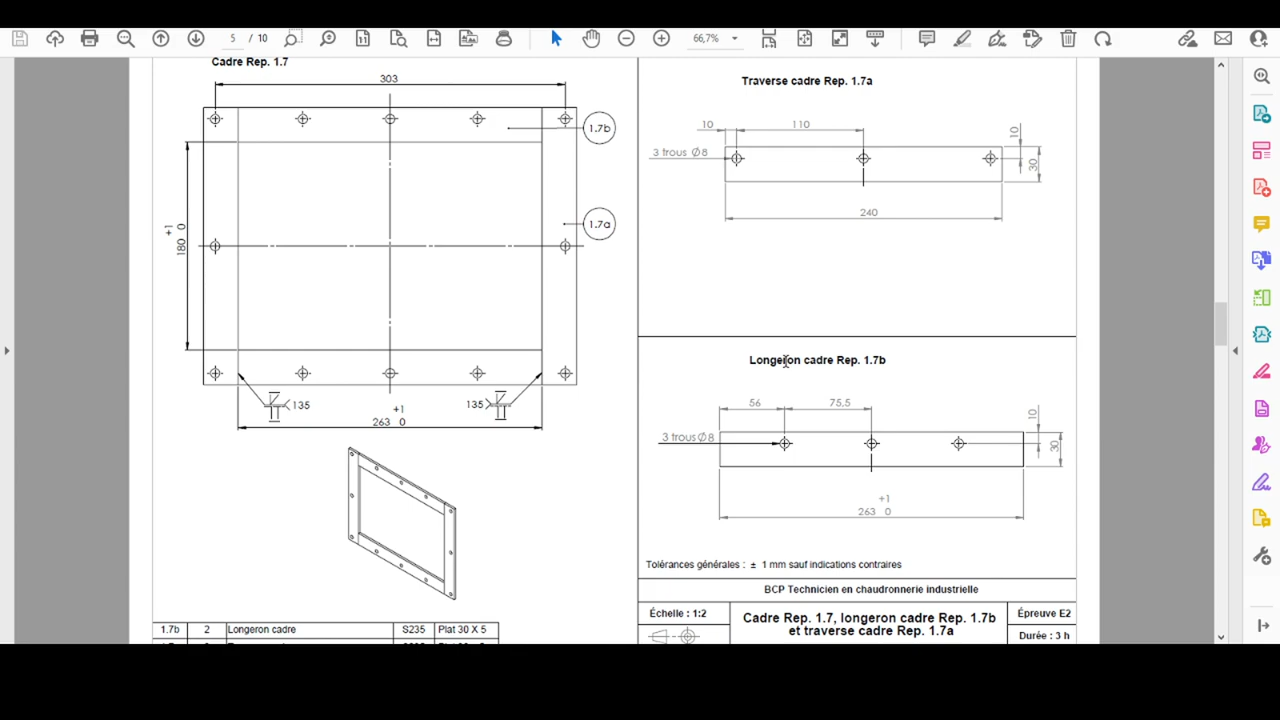 5 / 10
66,7%
Cadre Rep. 1.7
303
1.7b
1.7a
+1
180 0
135
135
+1
263 0
1.7b 2 Longeron cadre S235 Plat 30 X 5
Traverse cadre Rep. 1.7a
10
110
10
3 trous Ø8
30
240
Longeron cadre Rep. 1.7b
56
75,5
10
3 trous Ø8
30
+1
263 0
Tolérances générales : ± 1 mm sauf indications contraires
BCP Technicien en chaudronnerie industrielle
Échelle : 1:2
Cadre Rep. 1.7, longeron cadre Rep. 1.7b
et traverse cadre Rep. 1.7a
Épreuve E2
Durée : 3 h